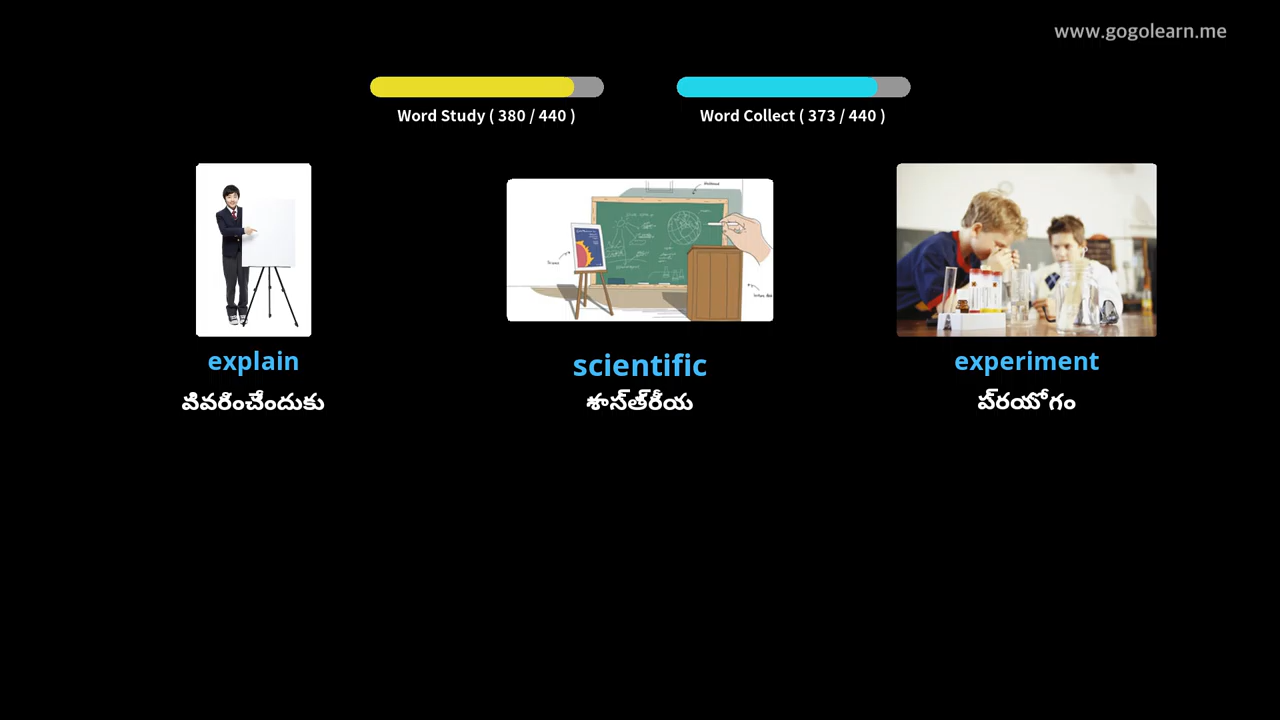 www.gogolearn.me
Word Study ( 380 / 440 )
Word Collect ( 373 / 440 )
explain
scientific
experiment
వివరించేందుకు
శాస్త్రీయ
ప్రయోగం